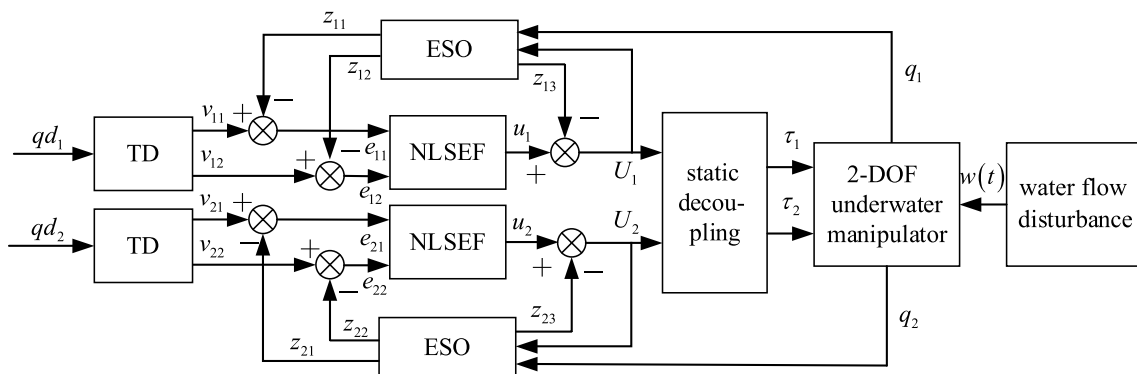 z₁₁
ESO
z₁₂
z₁₃
q₁
qd₁
TD
v₁₁
+
−
v₁₂
+
−
e₁₁
e₁₂
NLSEF
u₁
+
−
U₁
static
decou-
pling
τ₁
τ₂
2-DOF
underwater
manipulator
w(t)
water flow
disturbance
qd₂
TD
v₂₁
+
−
v₂₂
+
−
e₂₁
e₂₂
NLSEF
u₂
+
−
U₂
z₂₁
z₂₂
ESO
z₂₃
q₂